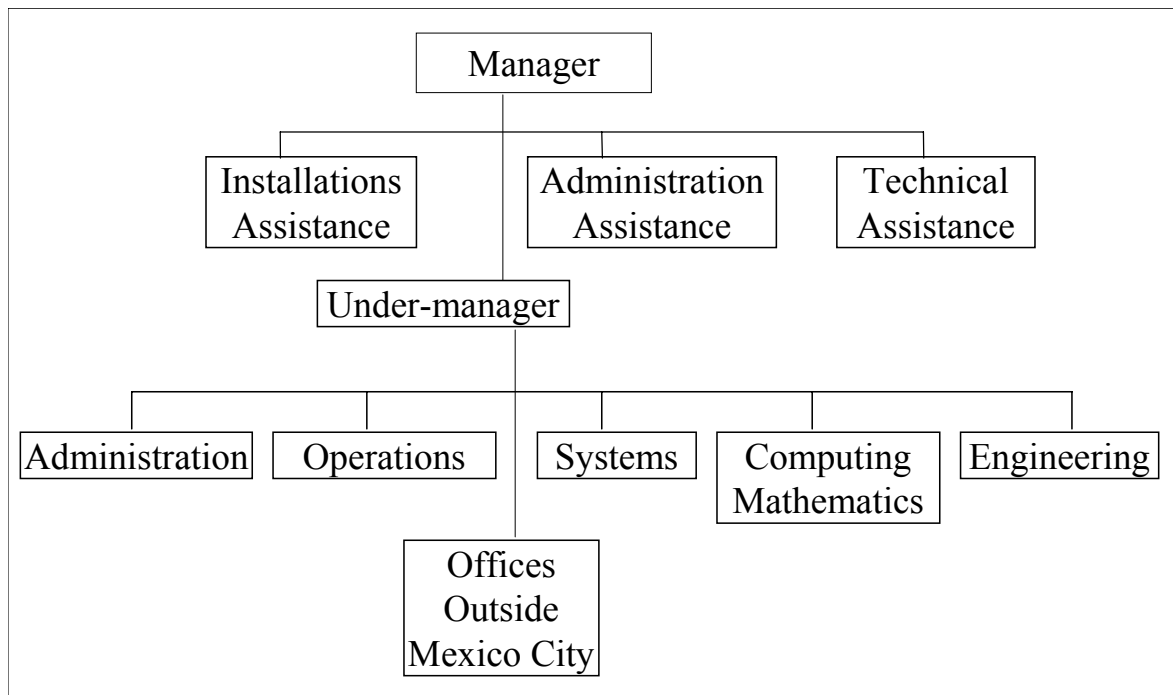 Manager
Installations
Assistance
Administration
Assistance
Technical
Assistance
Under-manager
Administration
Operations
Systems
Computing
Mathematics
Engineering
Offices
Outside
Mexico City